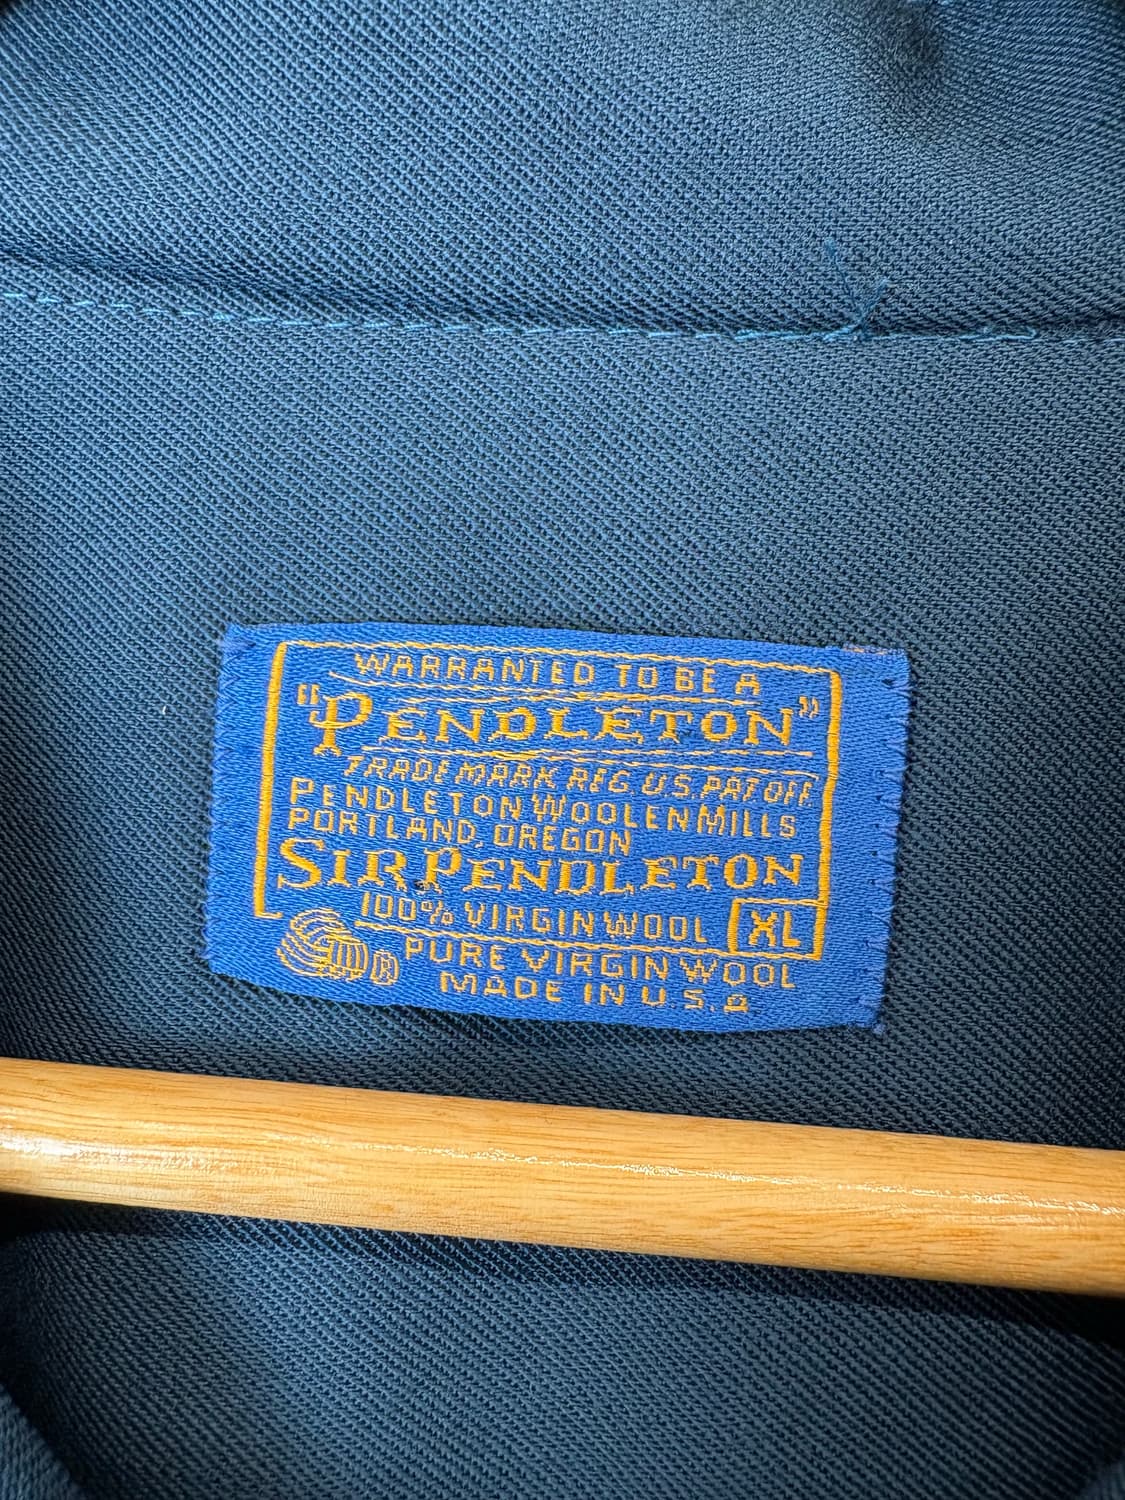 WARRANTED TO BE A
"PENDLETON"
TRADE MARK REG. U.S. PAT OFF.
PENDLETON WOOLEN MILLS
PORTLAND, OREGON
SIR PENDLETON
100% VIRGIN WOOL XL
® PURE VIRGIN WOOL
MADE IN U.S.A